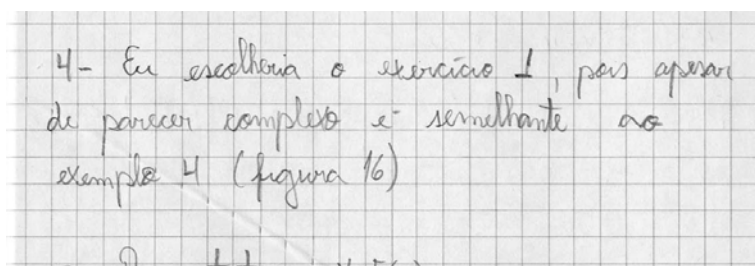 4- Eu escolheria o exercício 1, pois apesar
de parecer complexo é semelhante ao
exemplo 4 (figura 16)